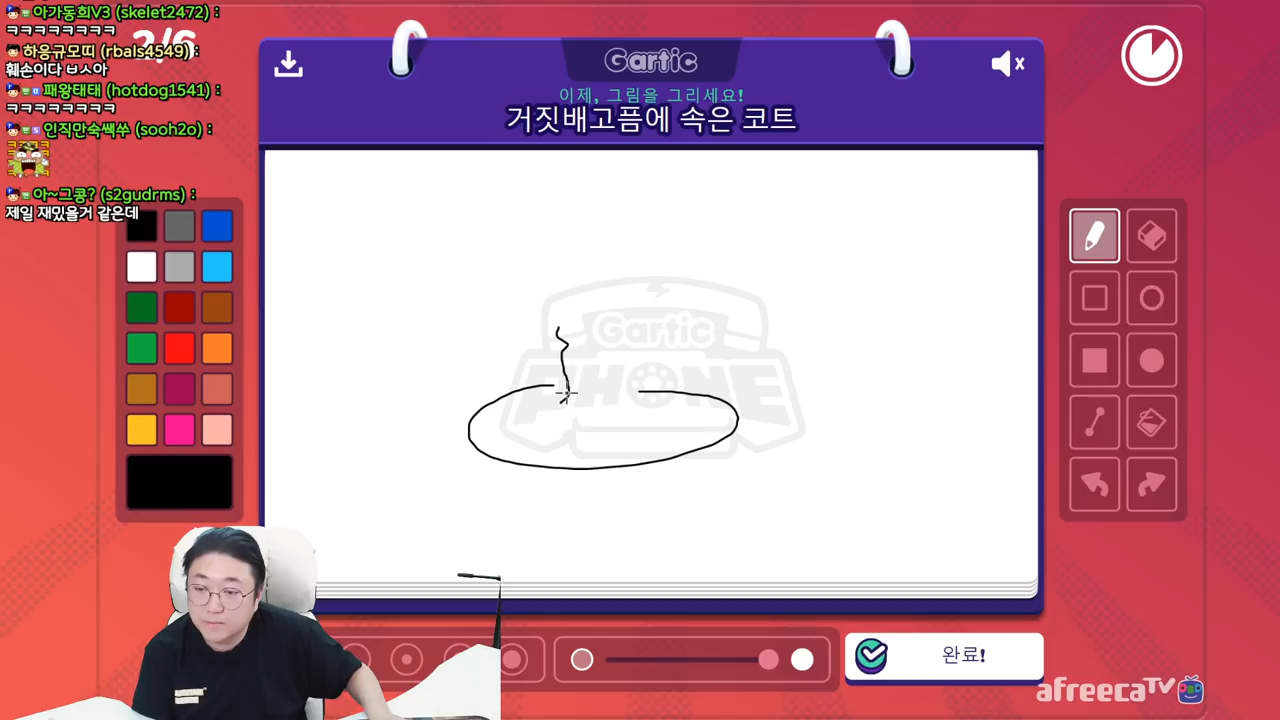 아가동희V3 (skelet2472) :
ㅋㅋㅋㅋㅋㅋㅋㅋ
2/6
하응규모띠 (rbals4549) :
훼손이다 ㅂㅅ아
패왕태태 (hotdog1541) :
ㅋㅋㅋㅋㅋㅋㅋㅋ
인직만숙쌕쑤 (sooh2o) :
아~그콩? (s2gudrms) :
제일 재밌을거 같은데
Gartic
이제, 그림을 그리세요!
거짓배고픔에 속은 코트
Gartic
PHONE
완료!
afreecaTV